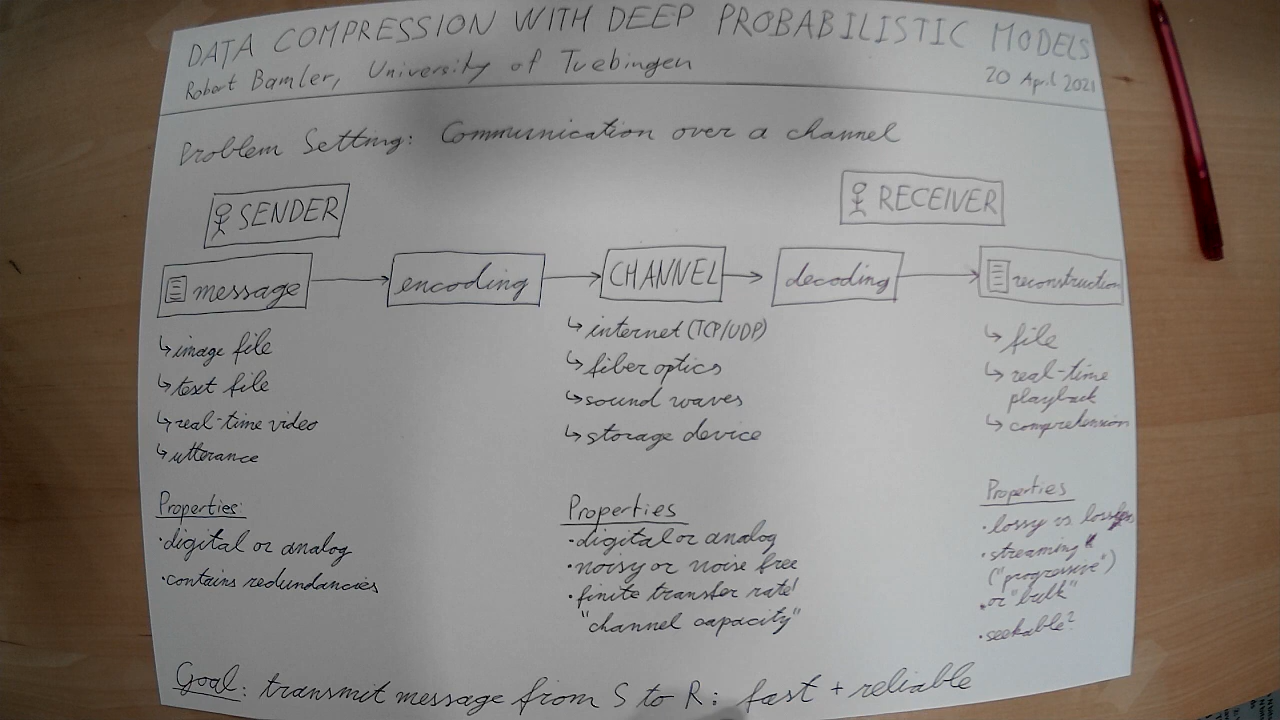 DATA COMPRESSION WITH DEEP PROBABILISTIC MODELS
Robert Bamler, University of Tuebingen
20 April 2021
Problem Setting: Communication over a channel
SENDER
RECEIVER
message
encoding
CHANNEL
decoding
reconstruction
↳ image file
↳ text file
↳ real-time video
↳ utterance
↳ internet (TCP/UDP)
↳ fiber optics
↳ sound waves
↳ storage device
↳ file
↳ real-time
playback
↳ comprehension
Properties:
· digital or analog
· contains redundancies
Properties
· digital or analog
· noisy or noise free
· finite transfer rate
"channel capacity"
Properties
· lossy vs lossless
· streaming"
("progressive")
· or "bulk"
· seekable?
Goal: transmit message from S to R: fast + reliable